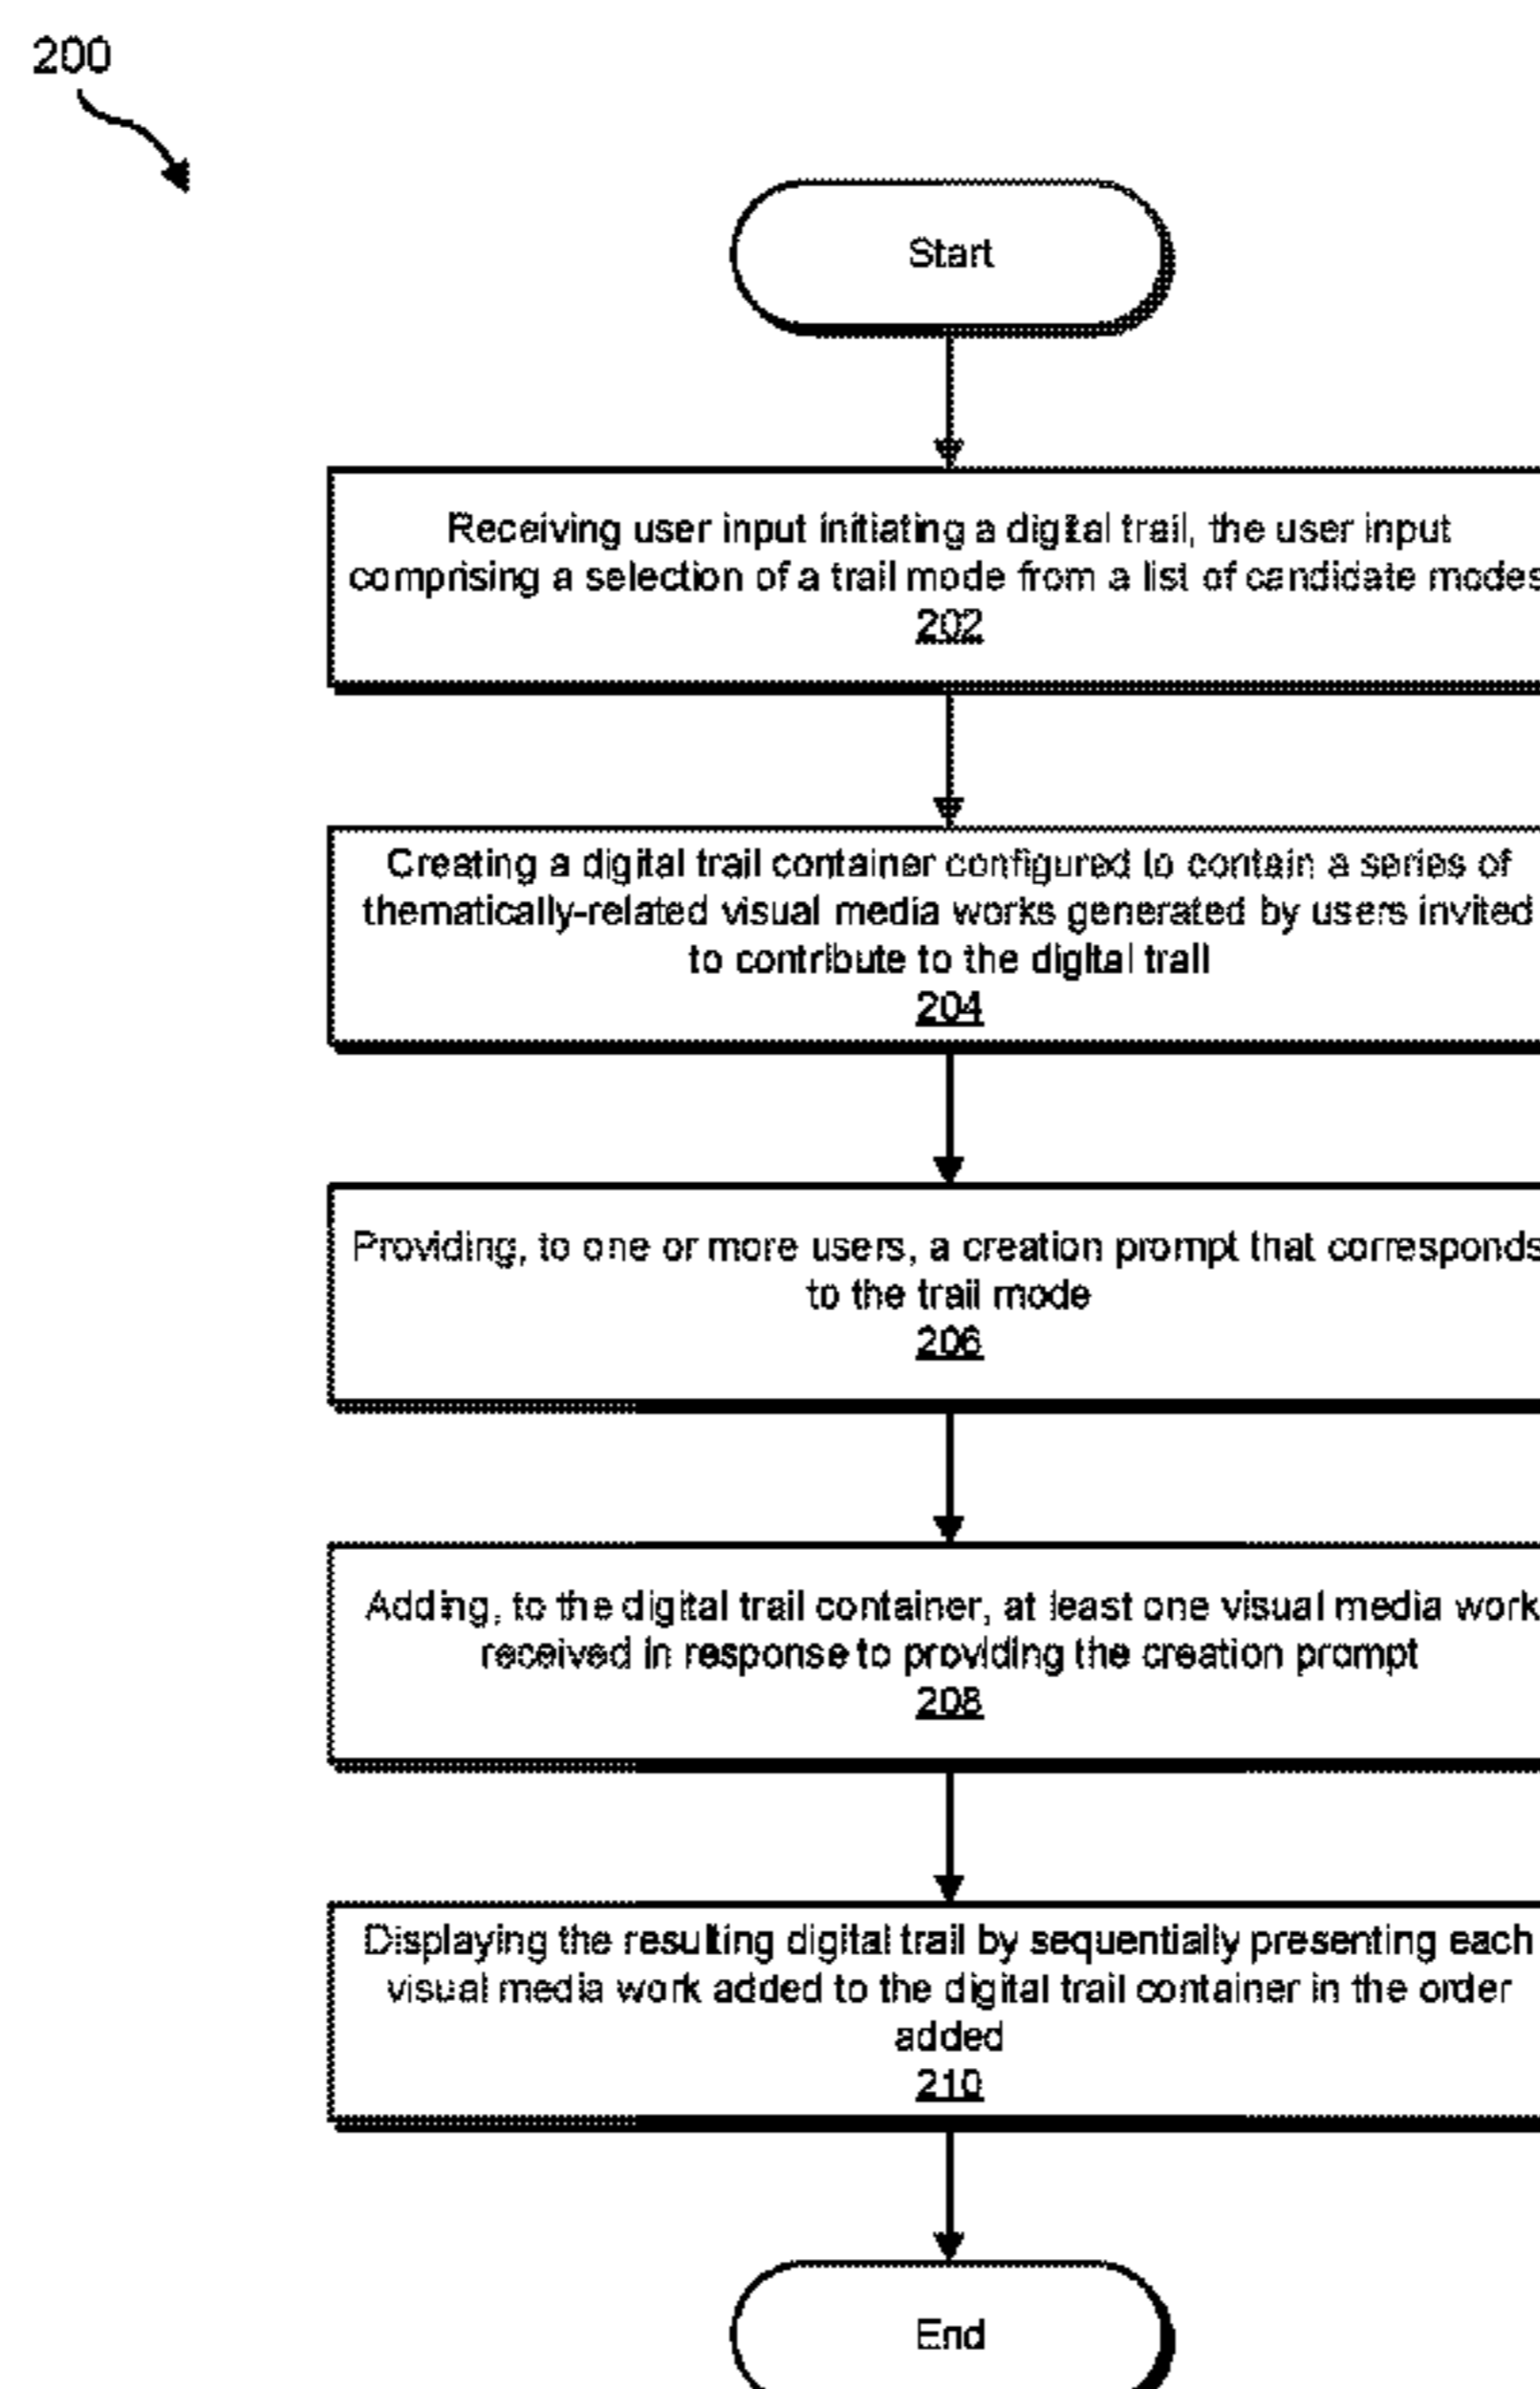 200
Start
Receiving user input initiating a digital trail, the user input
comprising a selection of a trail mode from a list of candidate modes
202
Creating a digital trail container configured to contain a series of
thematically-related visual media works generated by users invited
to contribute to the digital trail
204
Providing, to one or more users, a creation prompt that corresponds
to the trail mode
206
Adding, to the digital trail container, at least one visual media work
received in response to providing the creation prompt
208
Displaying the resulting digital trail by sequentially presenting each
visual media work added to the digital trail container in the order
added
210
End